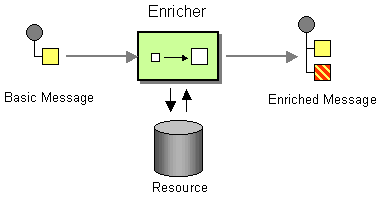 Enricher
Basic Message
Enriched Message
Resource